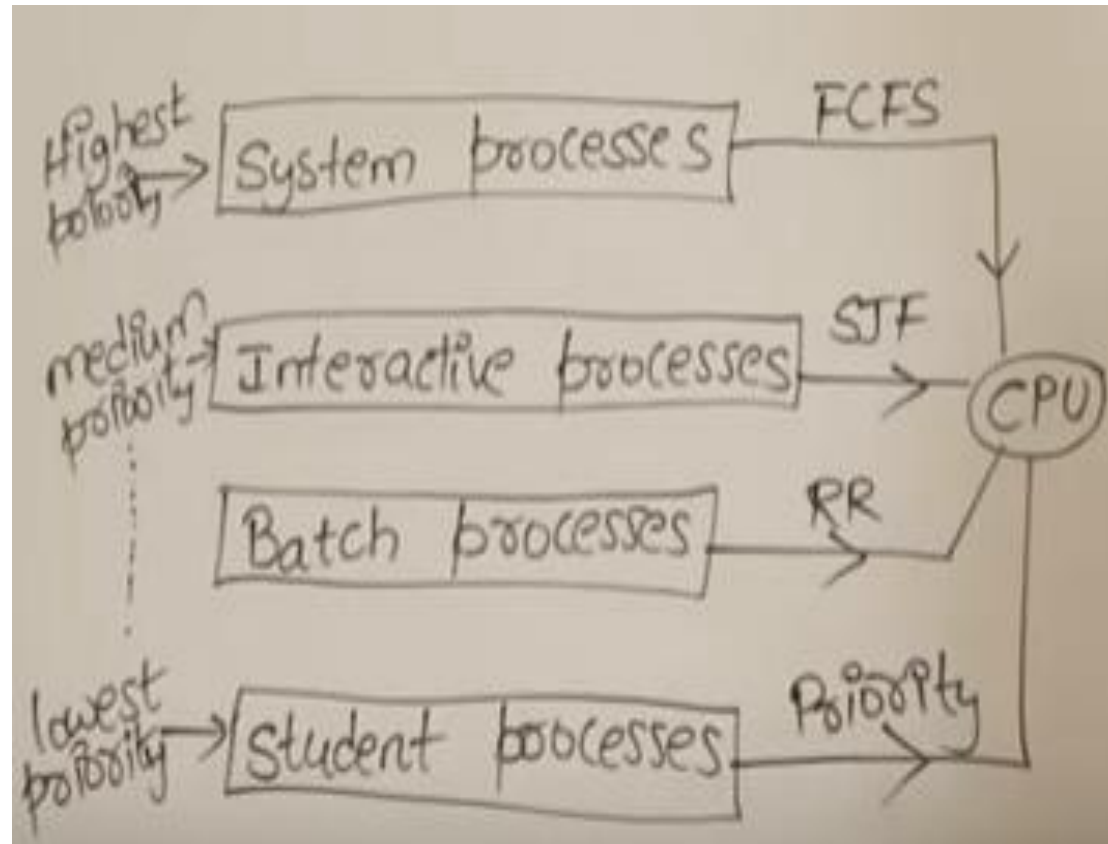 FCFS
Highest
priority
System processes
SJF
medium
priority
Interactive processes
CPU
RR
Batch processes
Priority
lowest
priority
Student processes